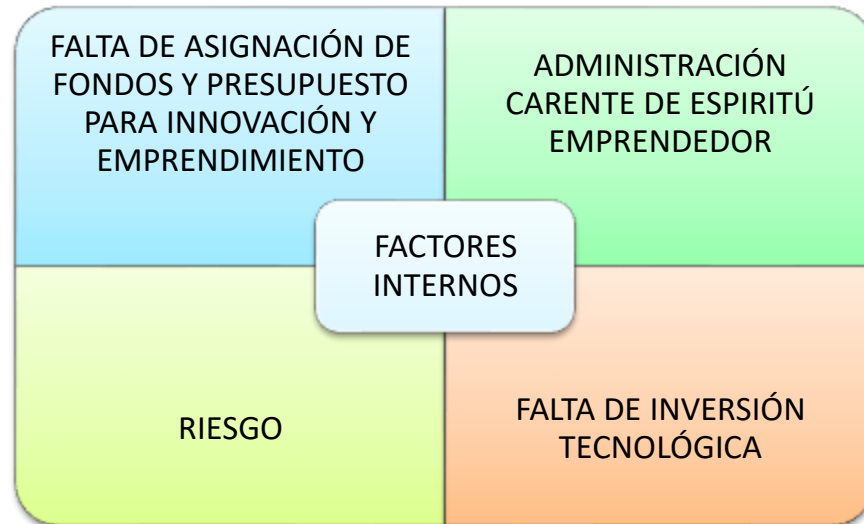 FALTA DE ASIGNACIÓN DE
FONDOS Y PRESUPUESTO
PARA INNOVACIÓN Y
EMPRENDIMIENTO
ADMINISTRACIÓN
CARENTE DE ESPIRITÚ
EMPRENDEDOR
FACTORES
INTERNOS
RIESGO
FALTA DE INVERSIÓN
TECNOLÓGICA